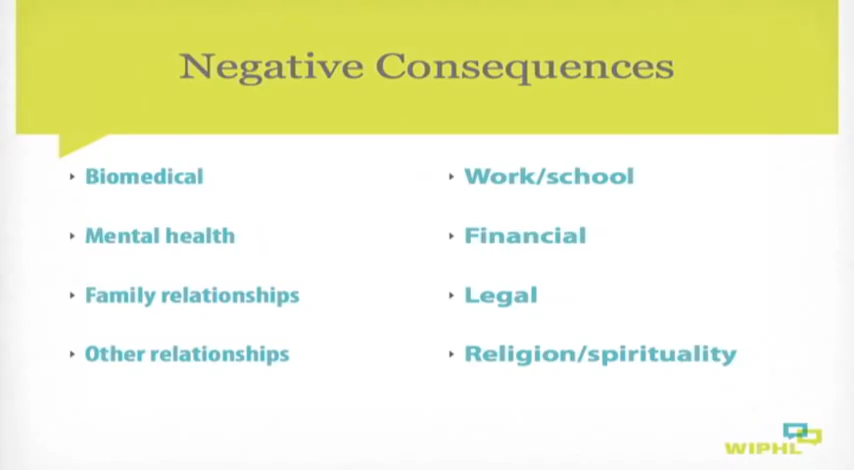 Negative Consequences
Biomedical
Mental health
Family relationships
Other relationships
Work/school
Financial
Legal
Religion/spirituality
WIPHL